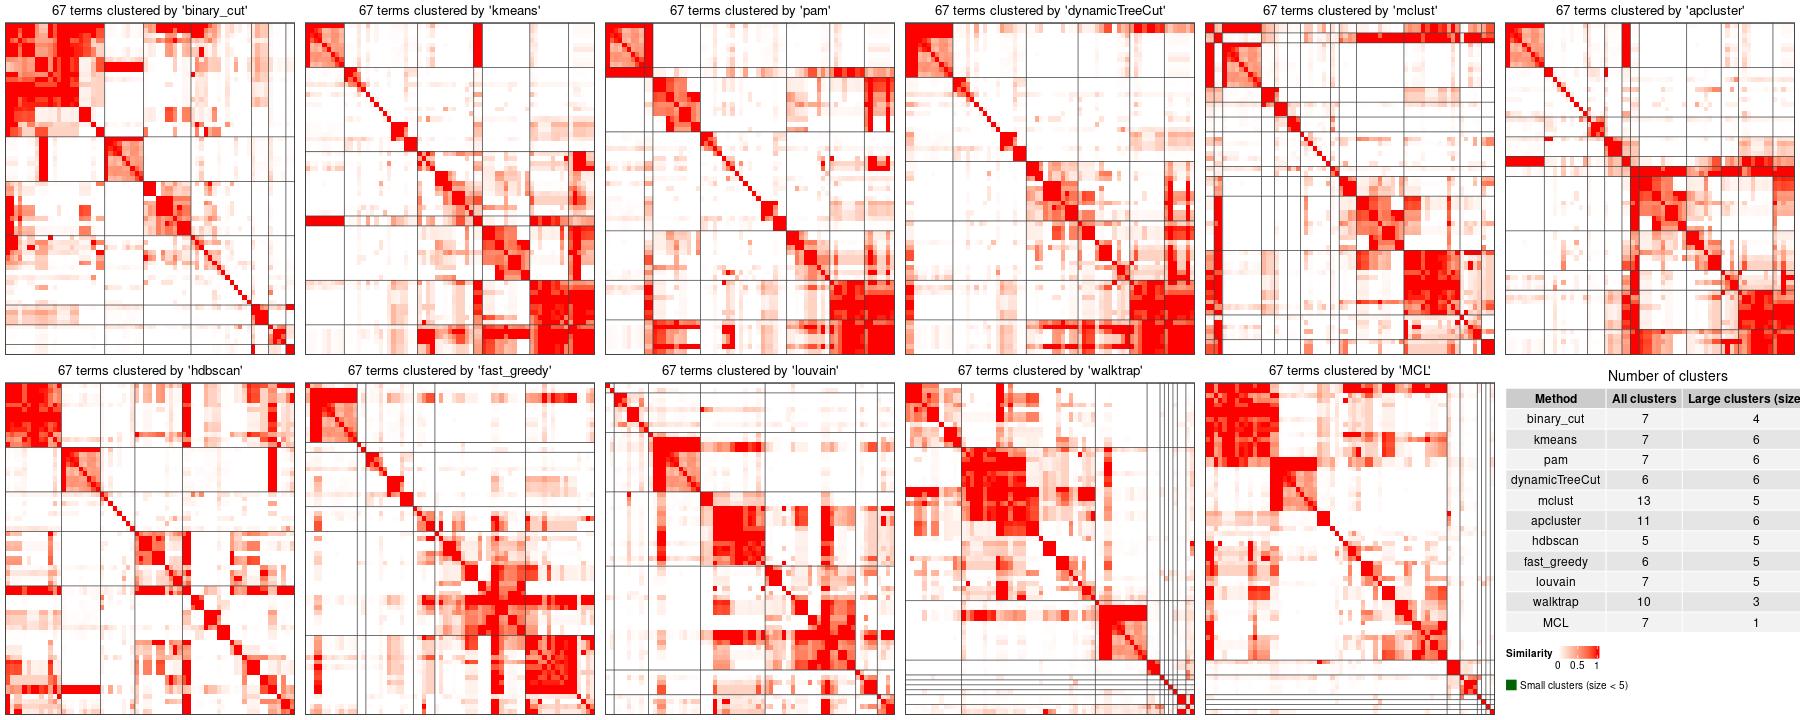 67 terms clustered by 'binary_cut'
67 terms clustered by 'kmeans'
67 terms clustered by 'pam'
67 terms clustered by 'dynamicTreeCut'
67 terms clustered by 'mclust'
67 terms clustered by 'apcluster'
67 terms clustered by 'hdbscan'
67 terms clustered by 'fast_greedy'
67 terms clustered by 'louvain'
67 terms clustered by 'walktrap'
67 terms clustered by 'MCL'
Number of clusters
Method All clusters Large clusters (size
binary_cut 7 4
kmeans 7 6
pam 7 6
dynamicTreeCut 6 6
mclust 13 5
apcluster 11 6
hdbscan 5 5
fast_greedy 6 5
louvain 7 5
walktrap 10 3
MCL 7 1
Similarity
0 0.5 1
Small clusters (size < 5)